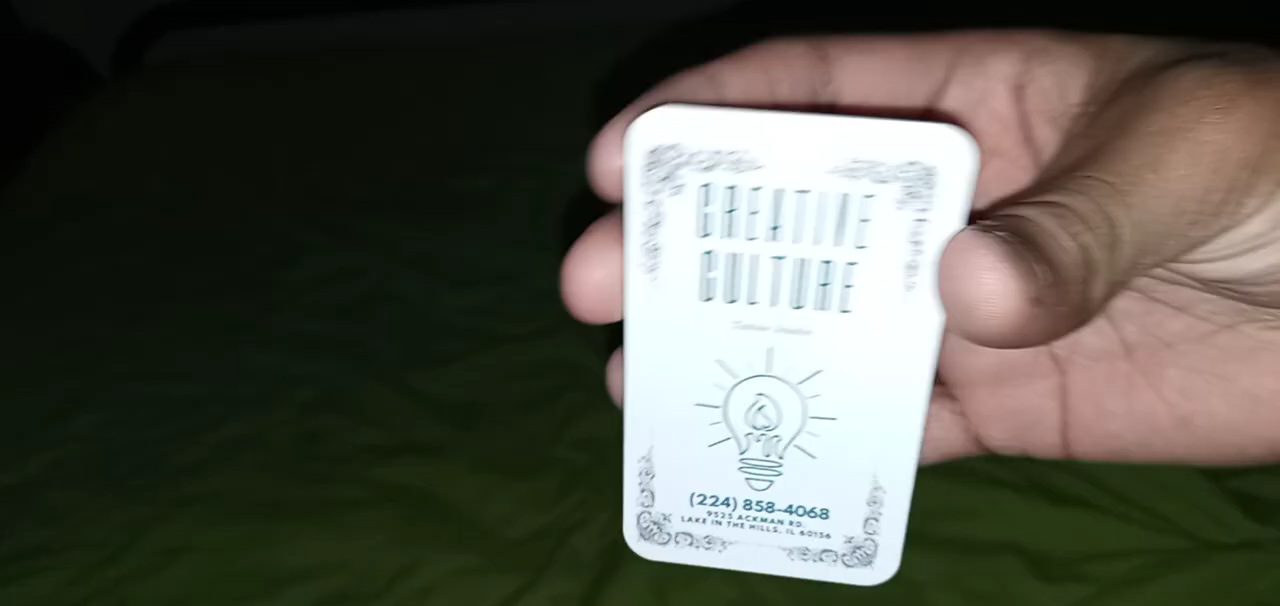 CREATIVE
CULTURE
(224) 858-4068
9525 ACKMAN RD.
LAKE IN THE HILLS, IL 60156